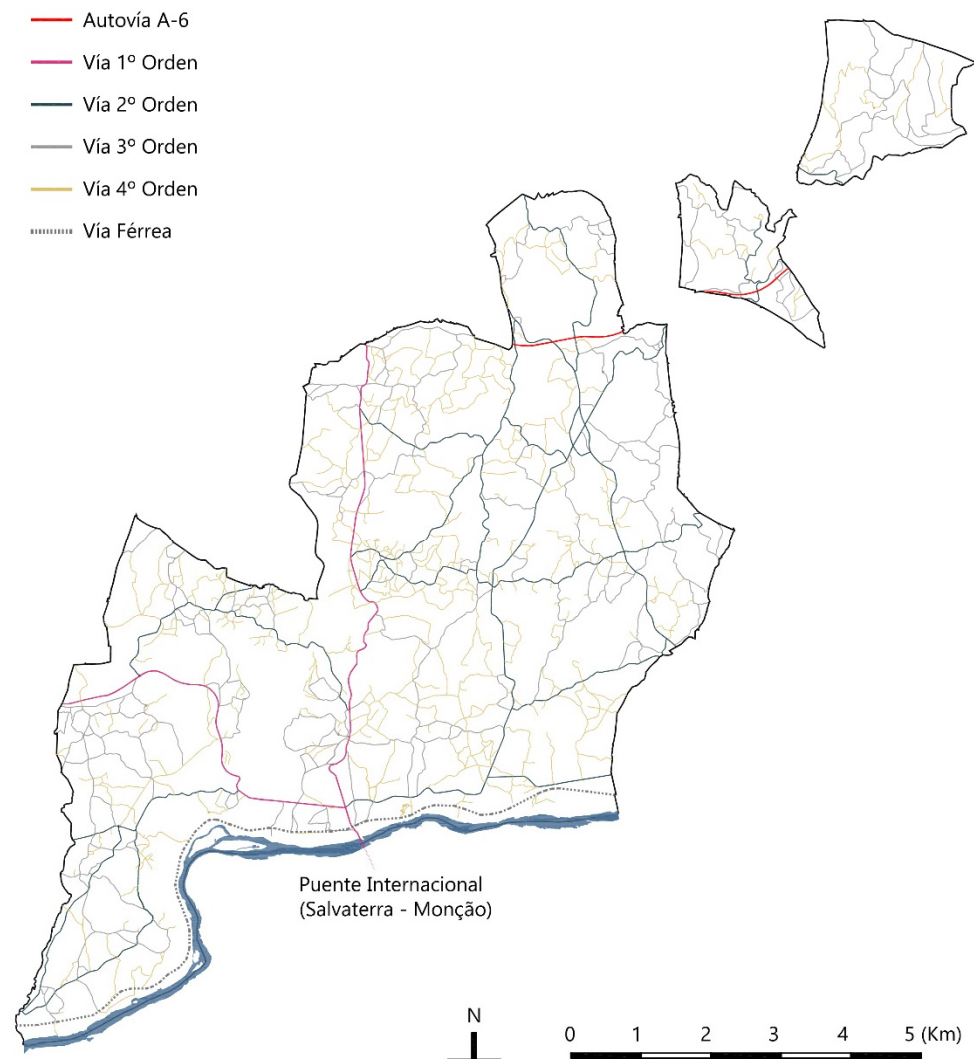 Autovía A-6
Vía 1º Orden
Vía 2º Orden
Vía 3º Orden
Vía 4º Orden
Vía Férrea
Puente Internacional
(Salvaterra - Monção)
N
0 1 2 3 4 5 (Km)